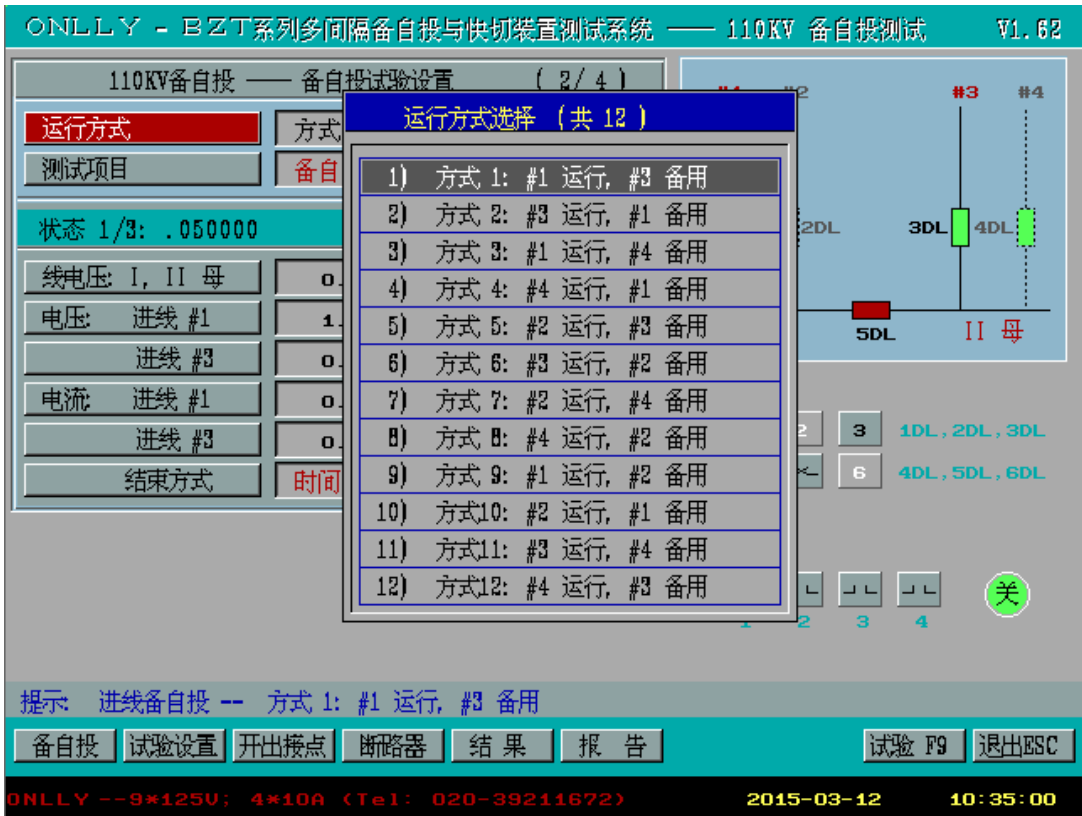 ONLLY - BZT系列多间隔备自投与快切装置测试系统 —— 110KV 备自投测试 V1.62
110KV备自投 —— 备自投试验设置 ( 2/ 4 )
运行方式 方式
测试项目 备自
状态 1/3: .050000
线电压: I, II 母 0.
电压: 进线 #1 1.
进线 #3 0.
电流: 进线 #1 0.
进线 #3 0.
结束方式 时间
运行方式选择 (共 12 )
1) 方式 1: #1 运行, #3 备用
2) 方式 2: #3 运行, #1 备用
3) 方式 3: #1 运行, #4 备用
4) 方式 4: #4 运行, #1 备用
5) 方式 5: #2 运行, #3 备用
6) 方式 6: #3 运行, #2 备用
7) 方式 7: #2 运行, #4 备用
8) 方式 8: #4 运行, #2 备用
9) 方式 9: #1 运行, #2 备用
10) 方式10: #2 运行, #1 备用
11) 方式11: #3 运行, #4 备用
12) 方式12: #4 运行, #3 备用
#3 #4
2DL 3DL 4DL
5DL II 母
3 1DL,2DL,3DL
6 4DL,5DL,6DL
关
2 3 4
提示: 进线备自投 -- 方式 1: #1 运行, #3 备用
备自投 试验设置 开出接点 断路器 结 果 报 告 试验 F9 退出ESC
ONLLY --9*125V; 4*10A (Tel: 020-39211672) 2015-03-12 10:35:00